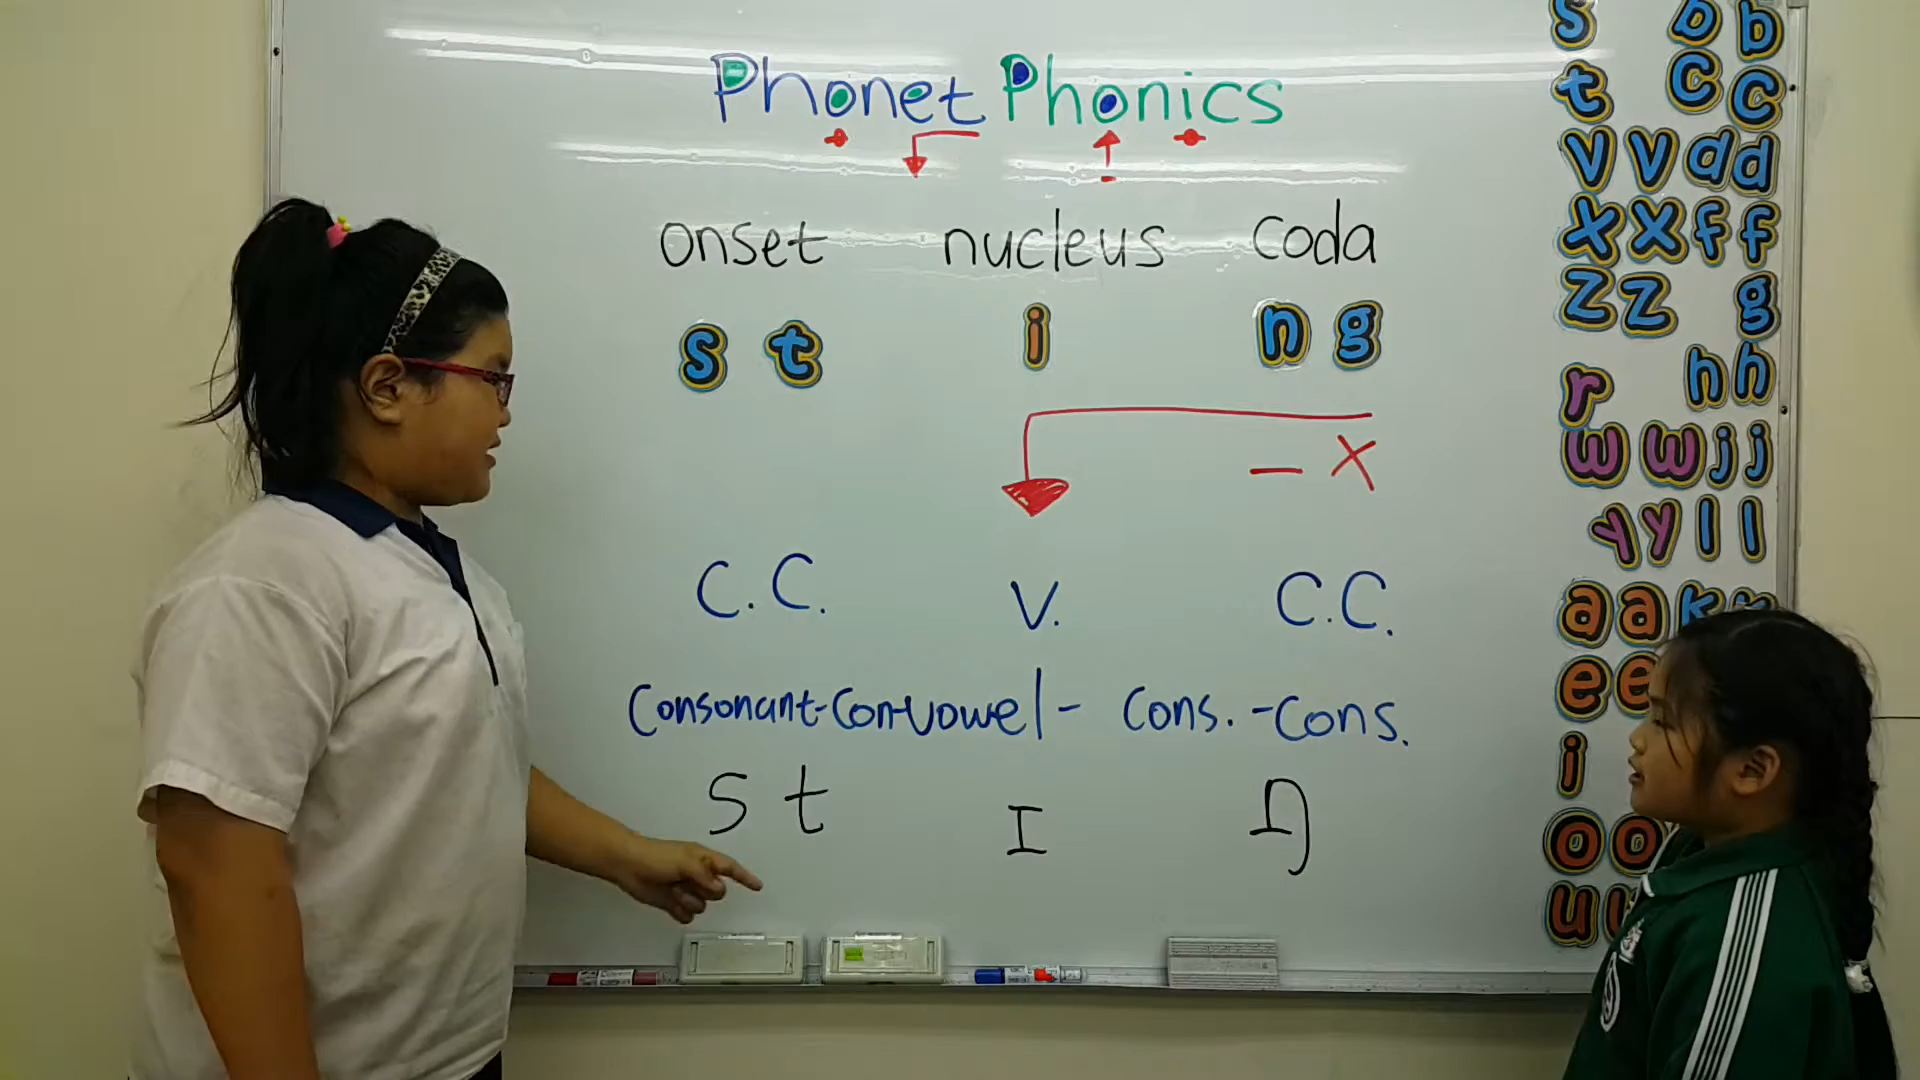 Phonet Phonics
onset nucleus coda
s t i n g
- X
C.C. V. C.C.
Consonant-Con-vowel- Cons.-Cons.
S t I ŋ
s b b
t c c
v v d d
x x f f
z z g
r h h
w w j j
y y l l
a a k
e e
i
o o
u u